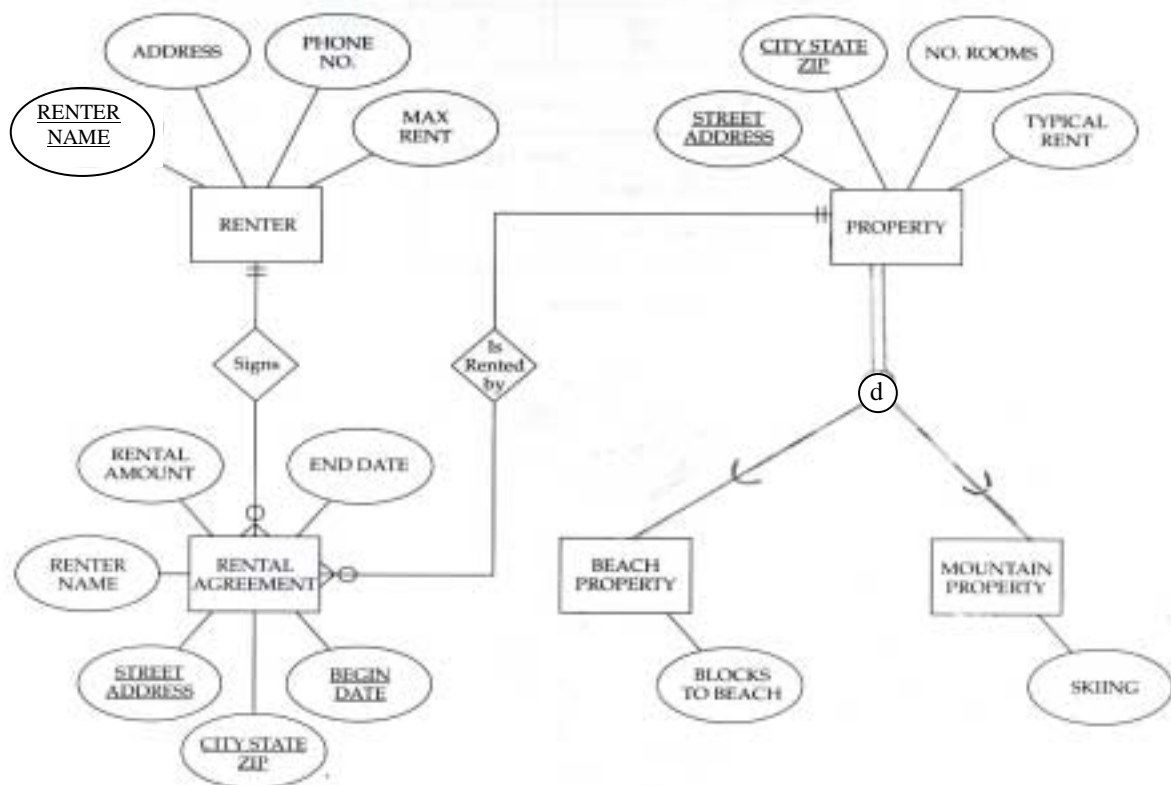 ADDRESS
PHONE
NO.
RENTER
NAME
MAX
RENT
RENTER
CITY STATE
ZIP
NO. ROOMS
STREET
ADDRESS
TYPICAL
RENT
PROPERTY
Signs
Is
Rented
by
d
RENTAL
AMOUNT
END DATE
RENTER
NAME
RENTAL
AGREEMENT
STREET
ADDRESS
BEGIN
DATE
CITY STATE
ZIP
BEACH
PROPERTY
MOUNTAIN
PROPERTY
BLOCKS
TO BEACH
SKIING